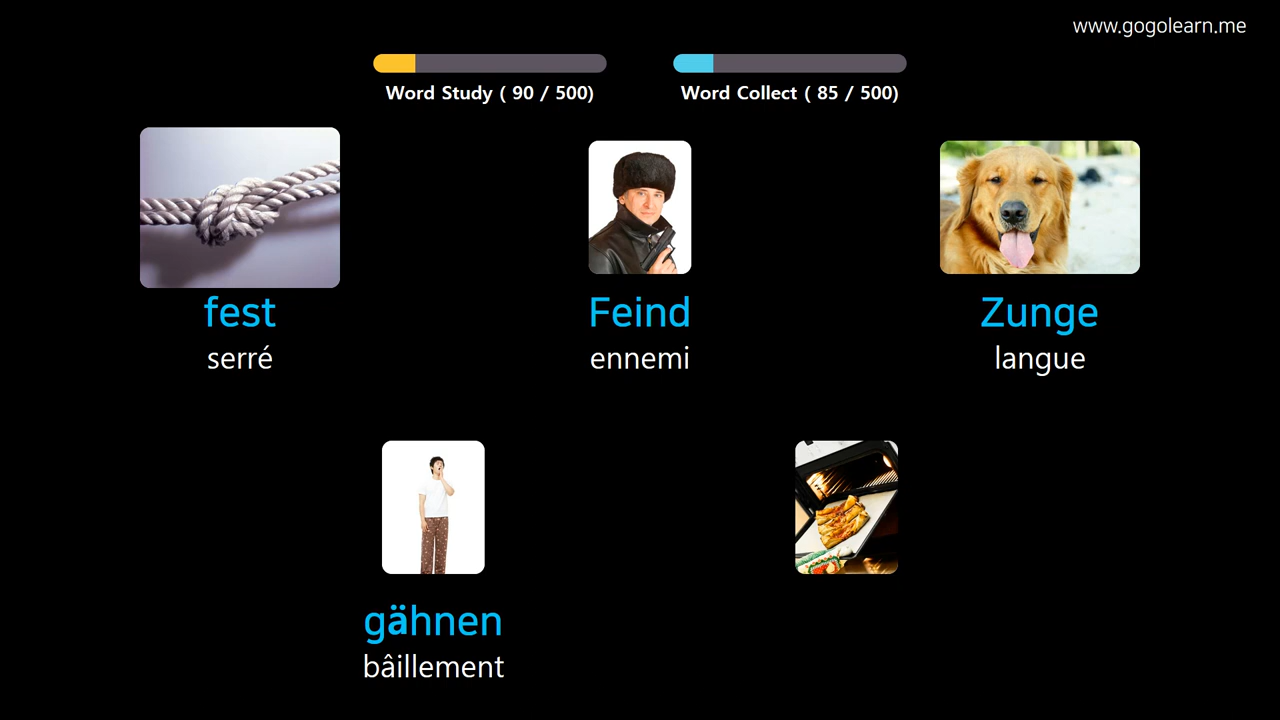 www.gogolearn.me
Word Study ( 90 / 500)
Word Collect ( 85 / 500)
fest
serré
Feind
ennemi
Zunge
langue
gähnen
bâillement